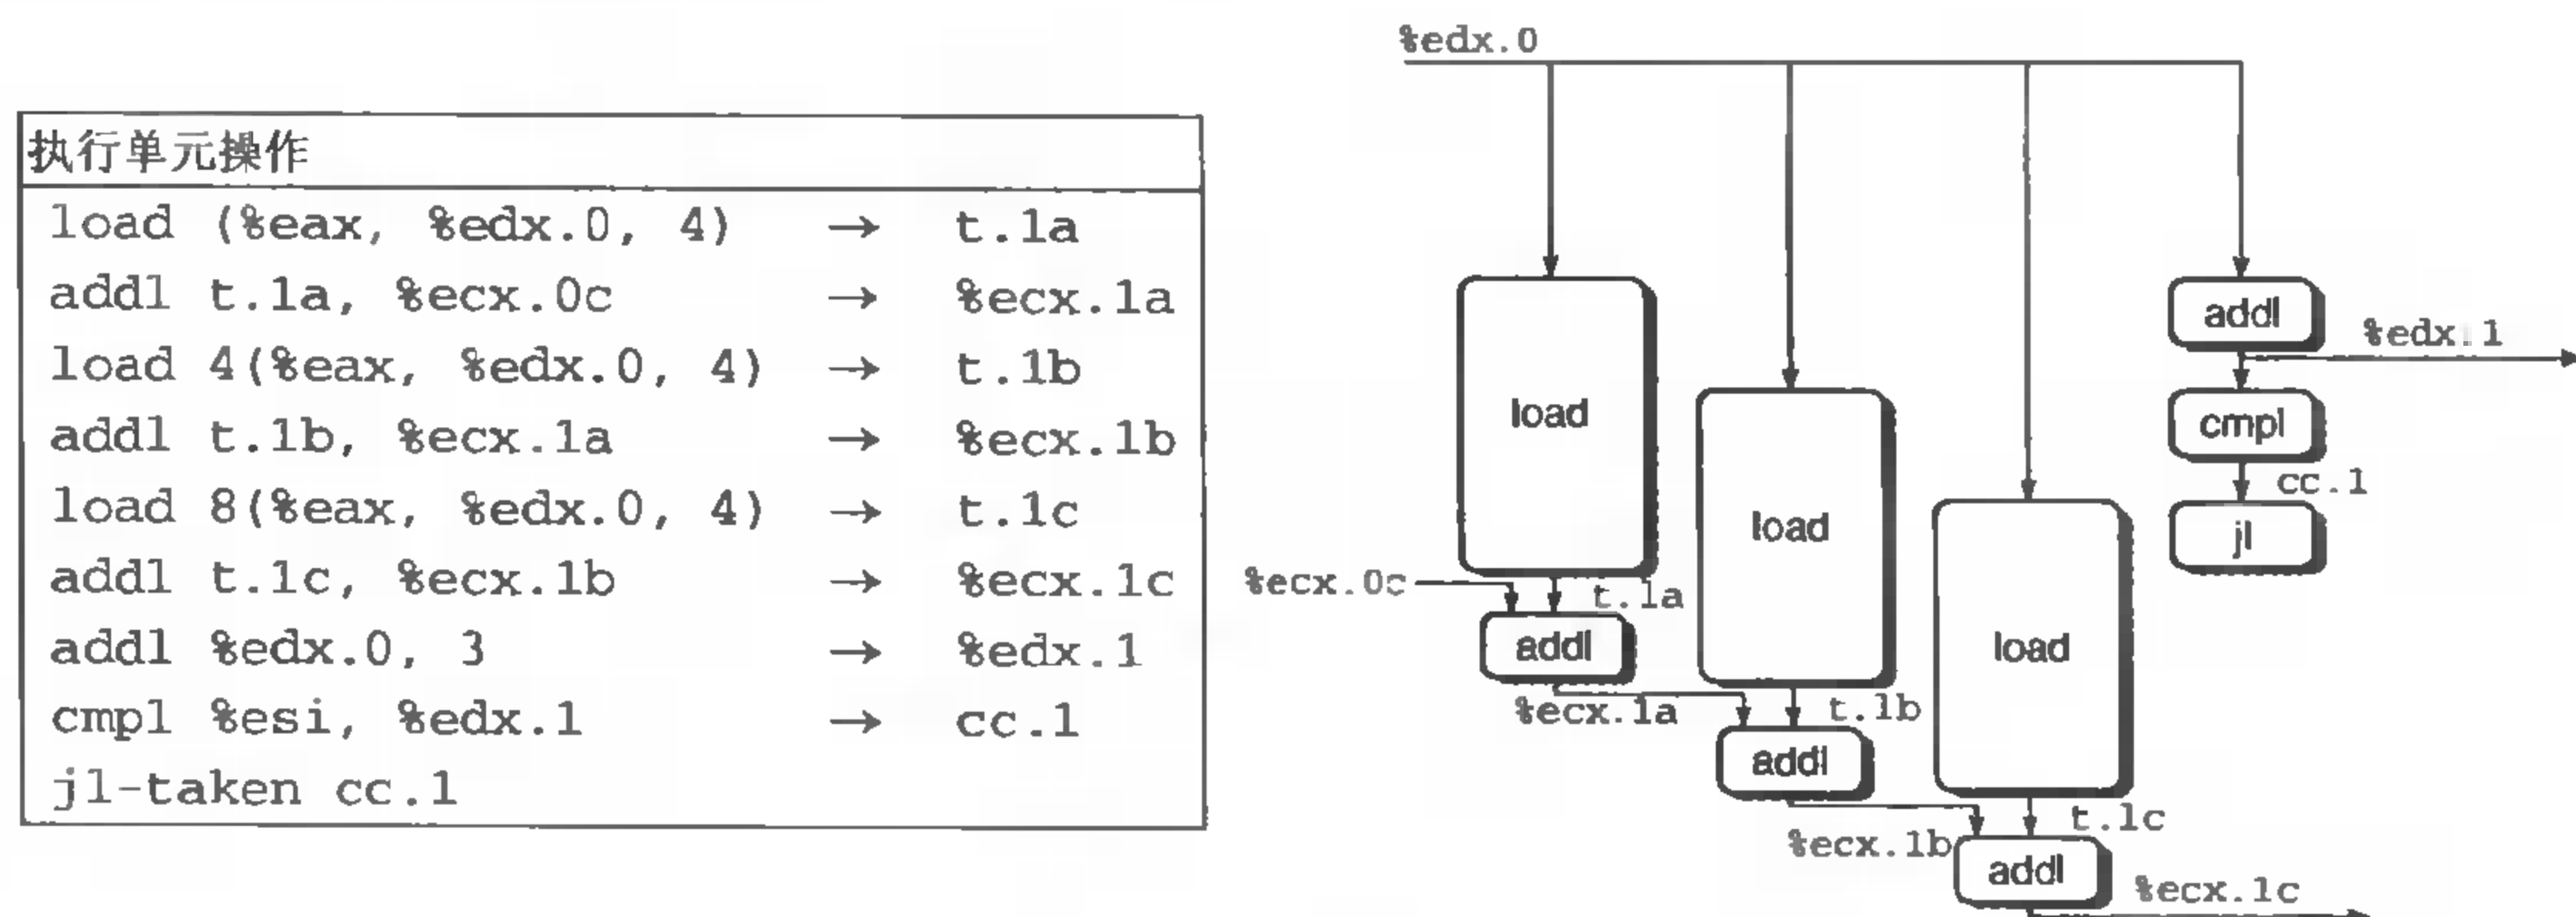 执行单元操作
load (%eax, %edx.0, 4) → t.1a
addl t.1a, %ecx.0c → %ecx.1a
load 4(%eax, %edx.0, 4) → t.1b
addl t.1b, %ecx.1a → %ecx.1b
load 8(%eax, %edx.0, 4) → t.1c
addl t.1c, %ecx.1b → %ecx.1c
addl %edx.0, 3 → %edx.1
cmpl %esi, %edx.1 → cc.1
jl-taken cc.1
%edx.0
addl
%edx.1
load
cmpl
cc.1
load
jl
%ecx.0c
t.1a
addl
load
%ecx.1a
t.1b
addl
t.1c
%ecx.1b
addl
%ecx.1c